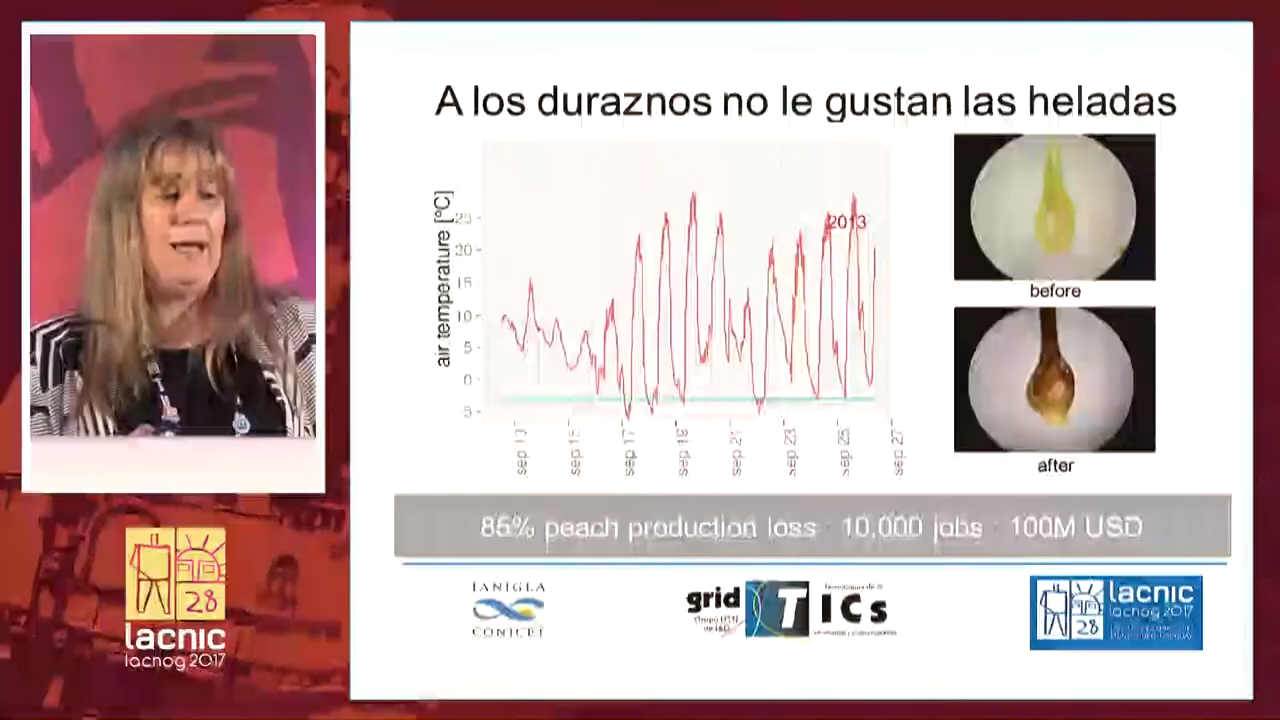 A los duraznos no le gustan las heladas
air temperature [ºC]
25
20
15
10
5
0
5
2013
sep 13
sep 15
sep 17
sep 19
sep 21
sep 23
sep 25
sep 27
before
after
85% peach production loss · 10,000 jobs · 100M USD
IANIGLA
CONICET
grid
TICs
lacnic
lacnog 2017
28
28
lacnic
lacnog 2017